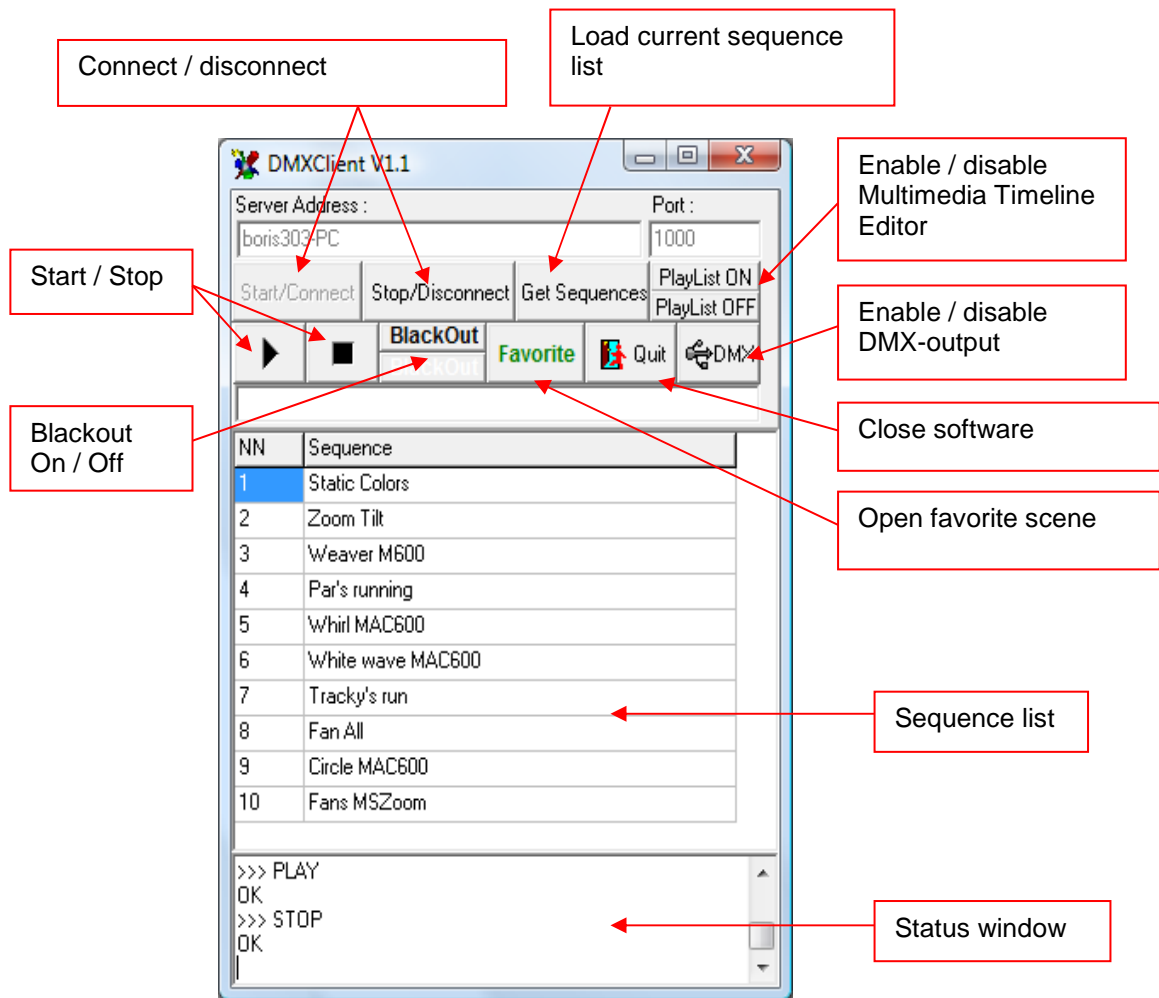 Load current sequence
list
Connect / disconnect
DMXClient V1.1
Enable / disable
Multimedia Timeline
Editor
Server Address :
Port :
boris303-PC
1000
Start / Stop
Start/Connect
Stop/Disconnect
Get Sequences
PlayList ON
PlayList OFF
Enable / disable
DMX-output
BlackOut
BlackOut
Favorite
Quit
DMX
Blackout
On / Off
Close software
NN
Sequence
1
Static Colors
2
Zoom Tilt
Open favorite scene
3
Weaver M600
4
Par's running
5
Whirl MAC600
6
White wave MAC600
7
Tracky's run
Sequence list
8
Fan All
9
Circle MAC600
10
Fans MSZoom
>>> PLAY
OK
>>> STOP
OK
Status window